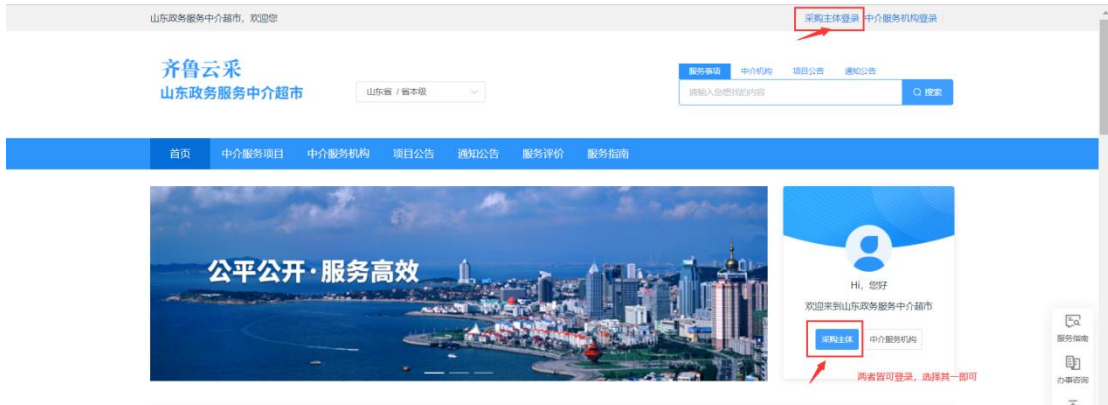 山东政务服务中介超市，欢迎您
采购主体登录 中介服务机构登录
齐鲁云采
山东政务服务中介超市
山东省 / 省本级
服务事项 中介机构 项目公告 通知公告
请输入您想找的内容
搜索
首页 中介服务项目 中介服务机构 项目公告 通知公告 服务评价 服务指南
公平公开·服务高效
Hi，您好
欢迎来到山东政务服务中介超市
采购主体 中介服务机构
两者皆可登录，选择其一即可
服务指南
办事咨询